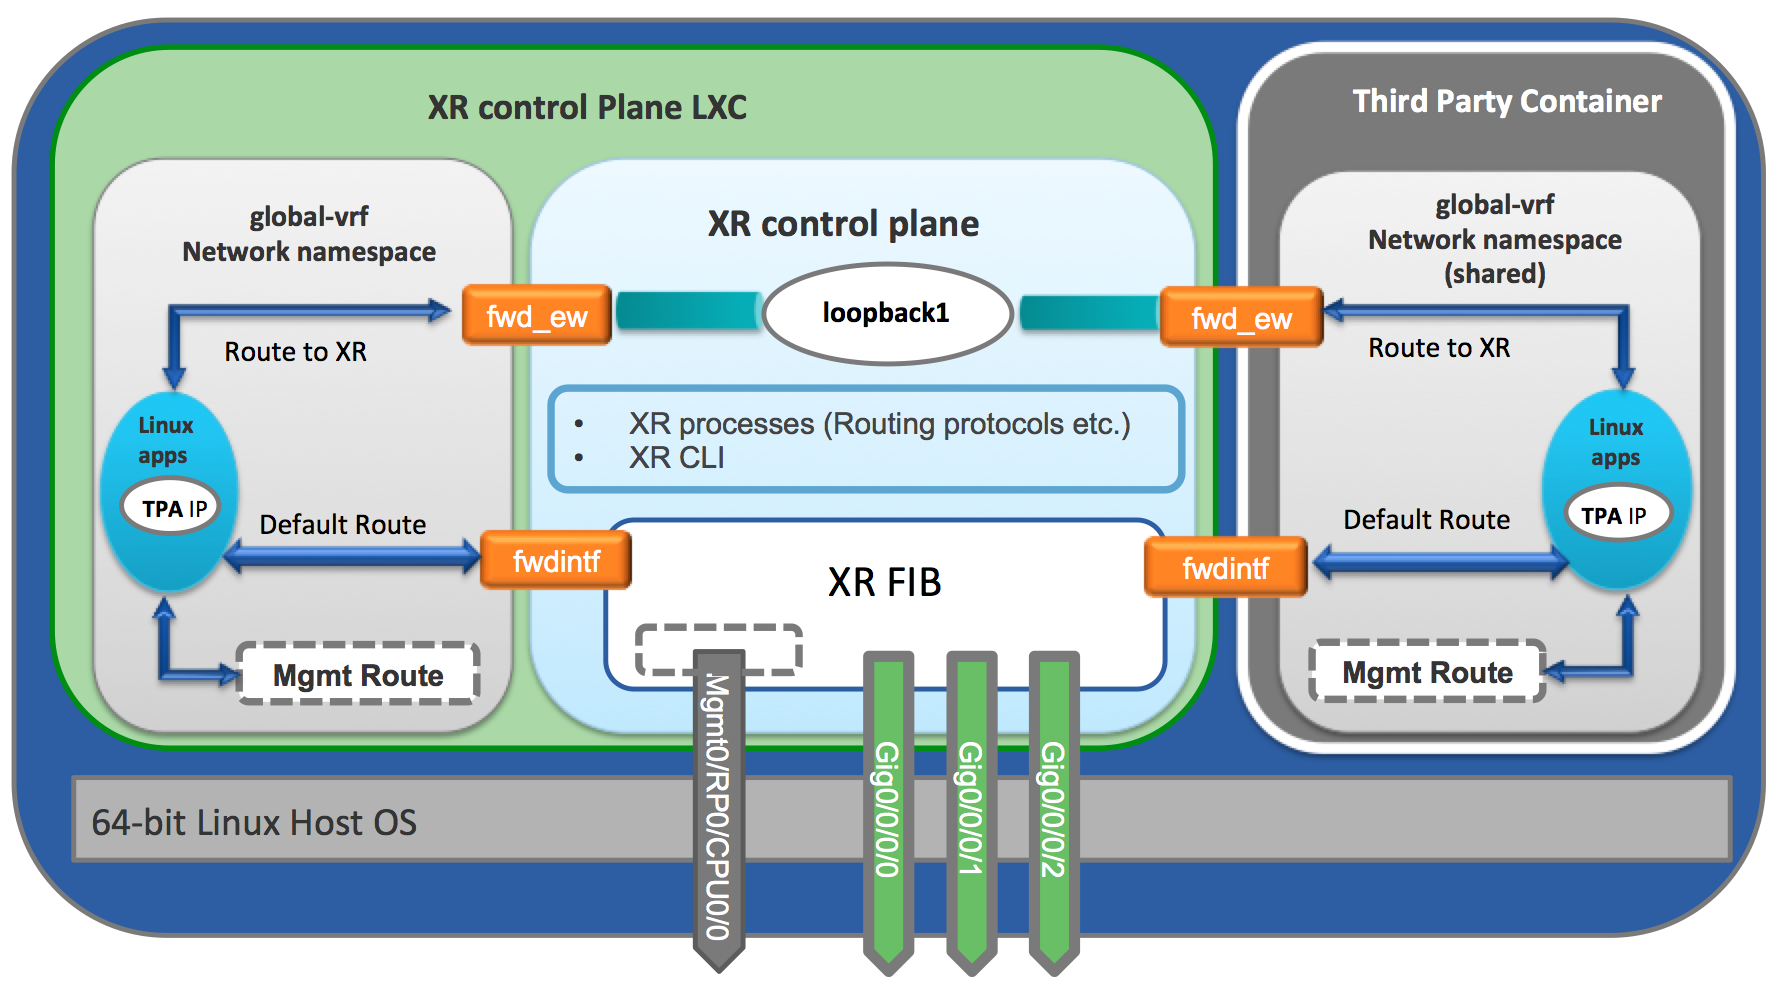 XR control Plane LXC
Third Party Container
global-vrf
Network namespace
XR control plane
global-vrf
Network namespace
(shared)
fwd_ew
loopback1
fwd_ew
Route to XR
Route to XR
Linux
apps
TPA IP
• XR processes (Routing protocols etc.)
• XR CLI
Linux
apps
TPA IP
Default Route
fwdintf
XR FIB
fwdintf
Default Route
Mgmt Route
Mgmt Route
Mgmt0/RP0/CPU0/0
Gig0/0/0/0
Gig0/0/0/1
Gig0/0/0/2
64-bit Linux Host OS